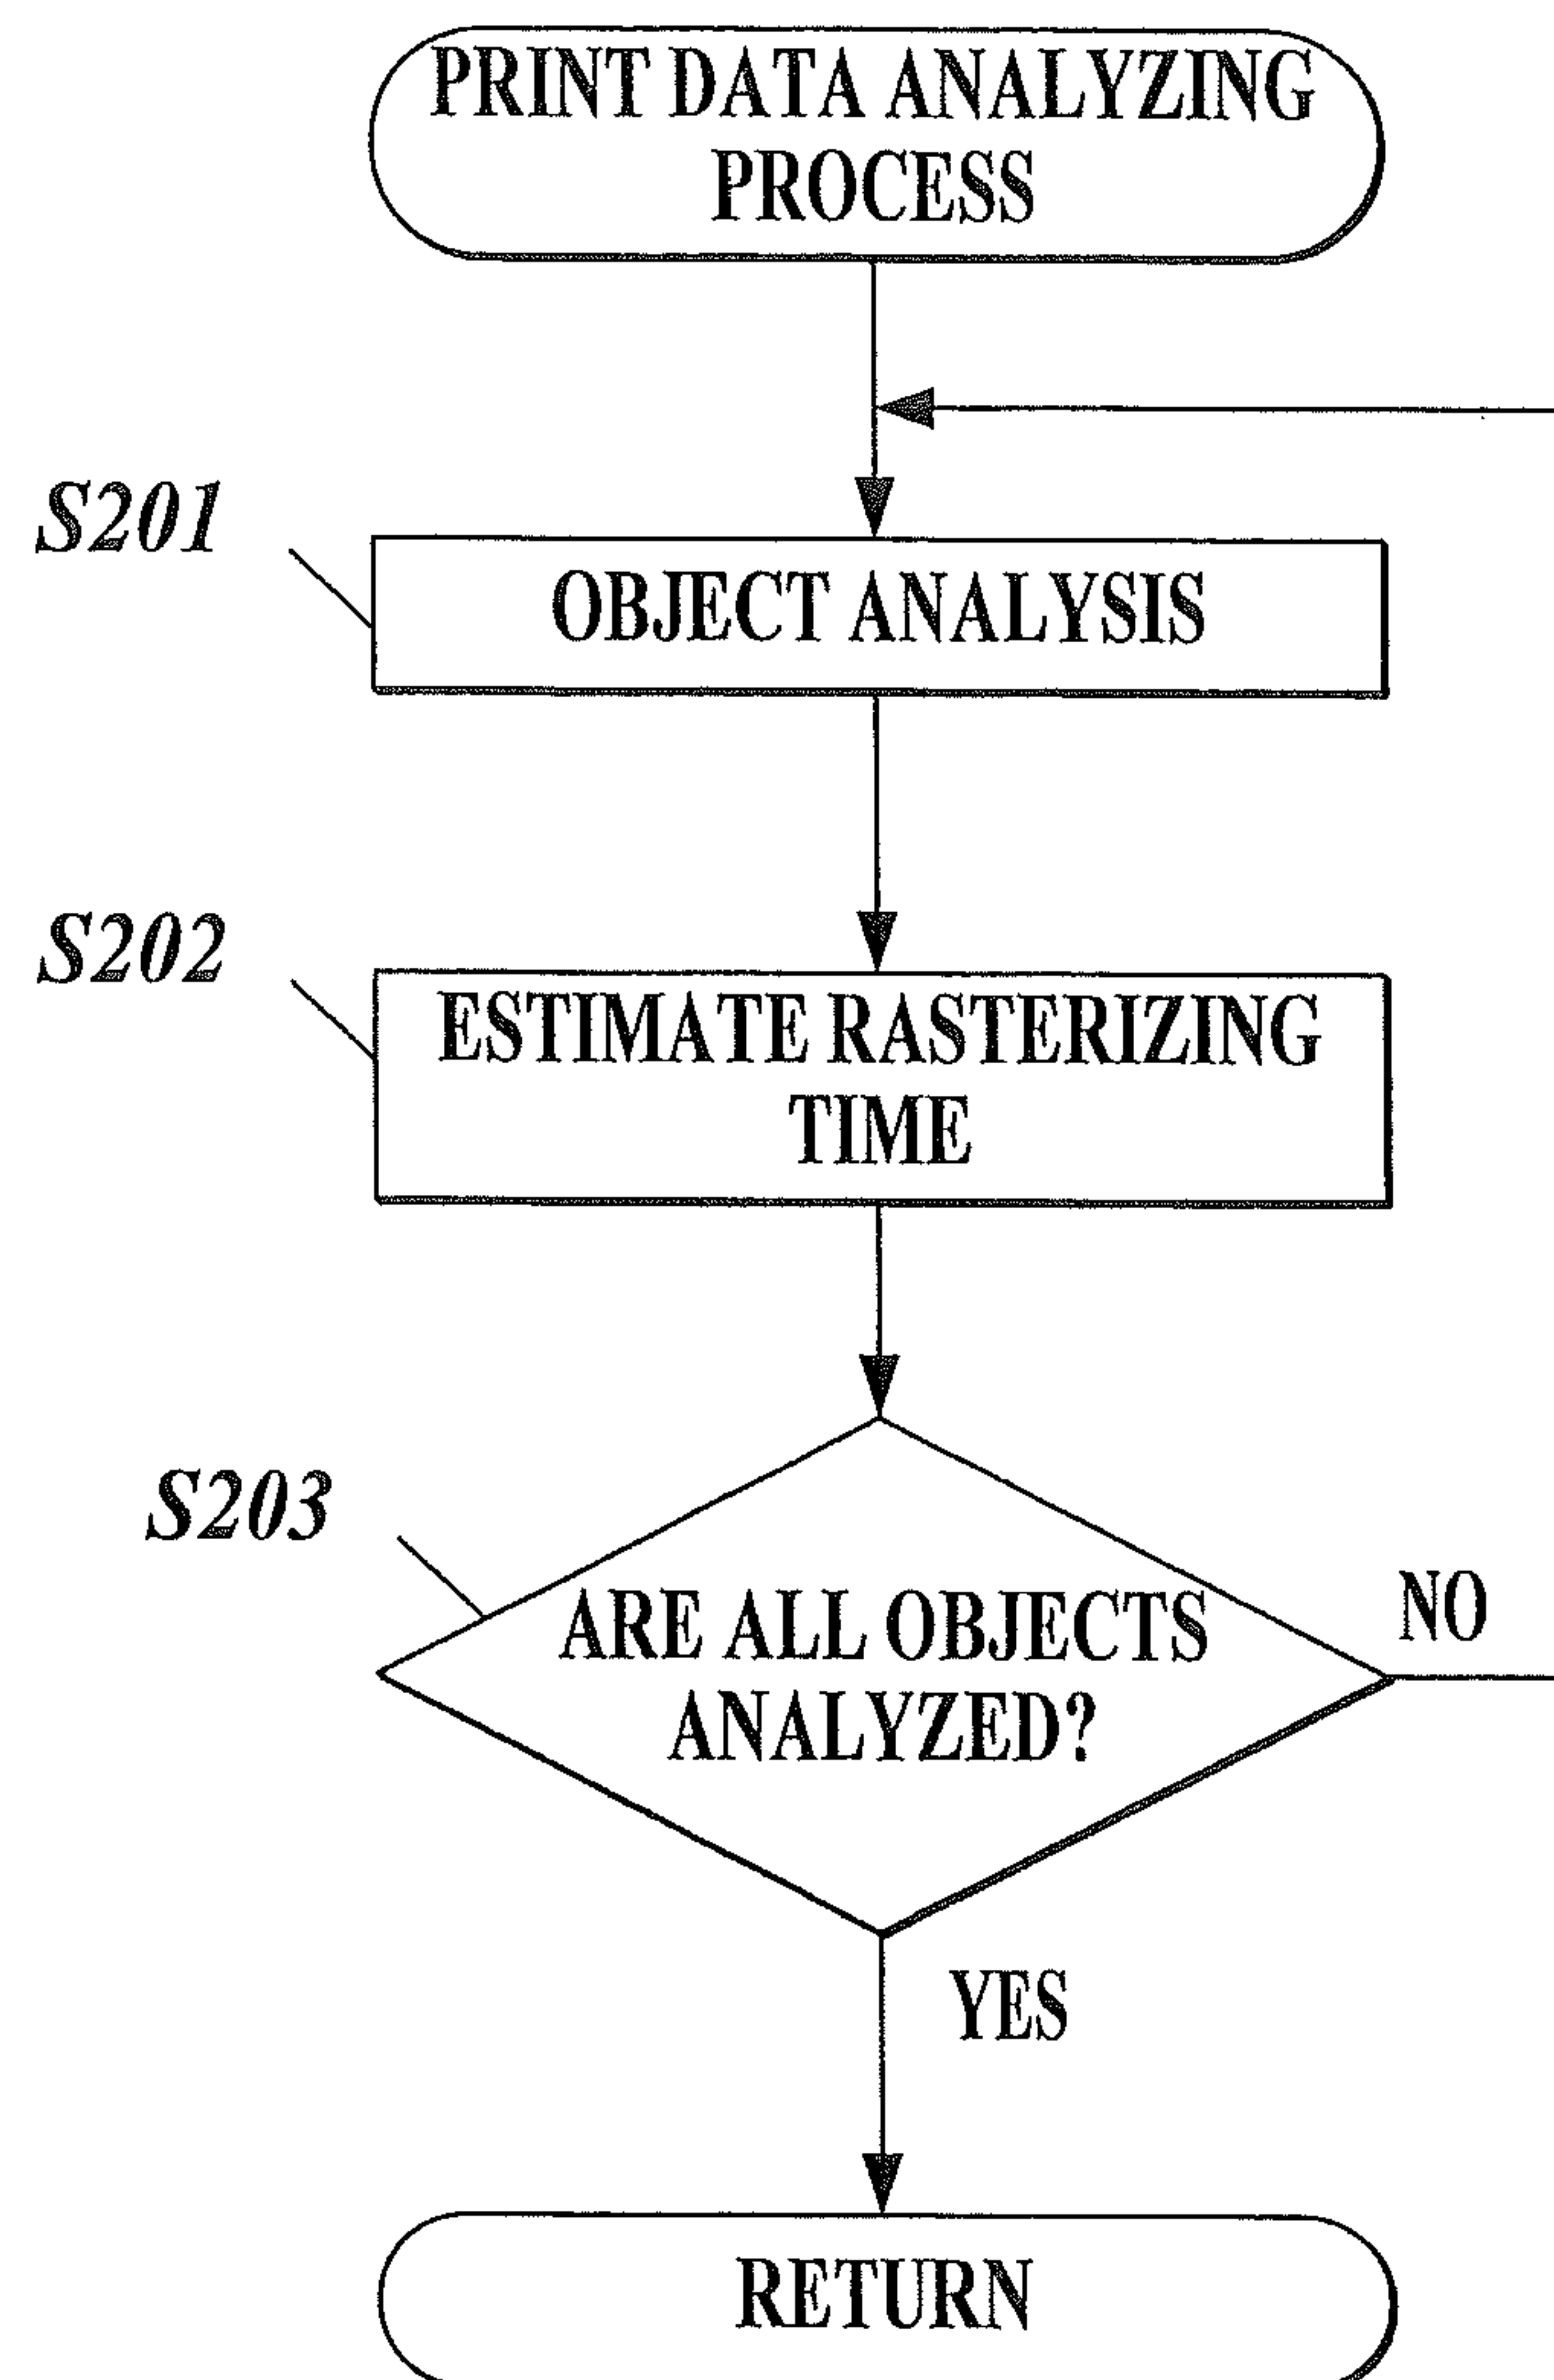 PRINT DATA ANALYZING
PROCESS
S201
OBJECT ANALYSIS
S202
ESTIMATE RASTERIZING
TIME
S203
ARE ALL OBJECTS
ANALYZED?
NO
YES
RETURN